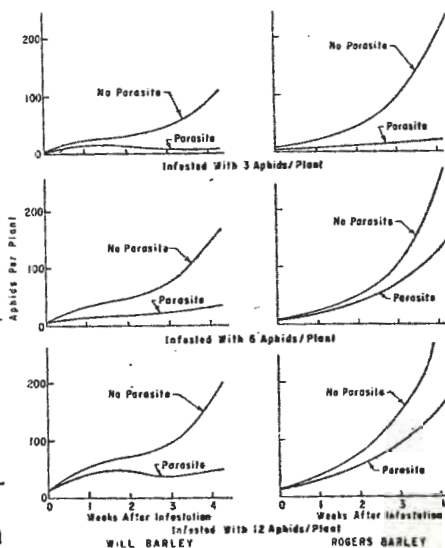 200
100
0
No Parasite
Parasite
No Parasite
Parasite
Infested With 3 Aphids/Plant
Aphids Per Plant
200
100
0
No Parasite
Parasite
No Parasite
Parasite
Infested With 6 Aphids/Plant
200
100
0
No Parasite
Parasite
No Parasite
Parasite
0 1 2 3 4 0 1 2 3 4
Weeks After Infestation Weeks After Infestation
Infested With 12 Aphids/Plant
WILL BARLEY ROGERS BARLEY